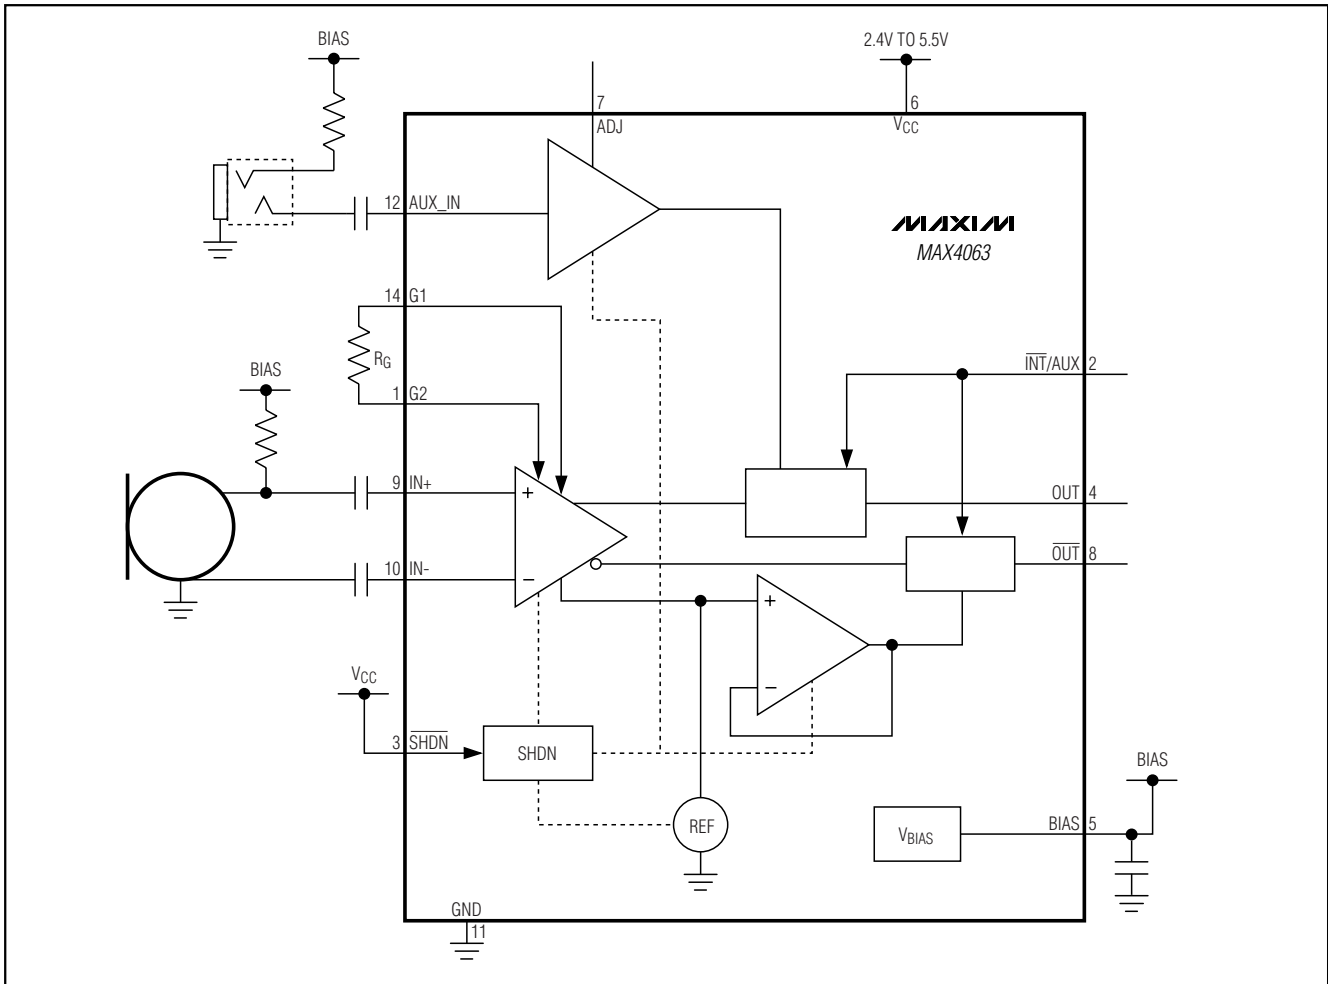 BIAS
2.4V TO 5.5V
7
6
ADJ
VCC
12 AUX_IN
MAXIM
MAX4063
14 G1
RG
INT/AUX 2
BIAS
1 G2
9 IN+
+
OUT 4
OUT 8
10 IN-
−
+
VCC
−
3 SHDN
SHDN
BIAS
REF
VBIAS
BIAS 5
GND
11